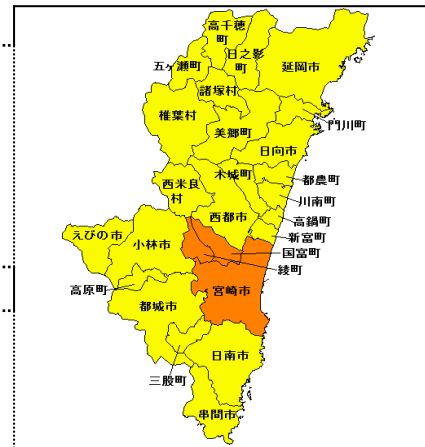 高千穂
町
日之影
町
延岡市
五ヶ瀬町
諸塚村
門川町
椎葉村
美郷町
日向市
木城町
都農町
西米良
村
川南町
西都市
高鍋町
新富町
えびの市
小林市
国富町
綾町
高原町
宮崎市
都城市
日南市
三股町
串間市